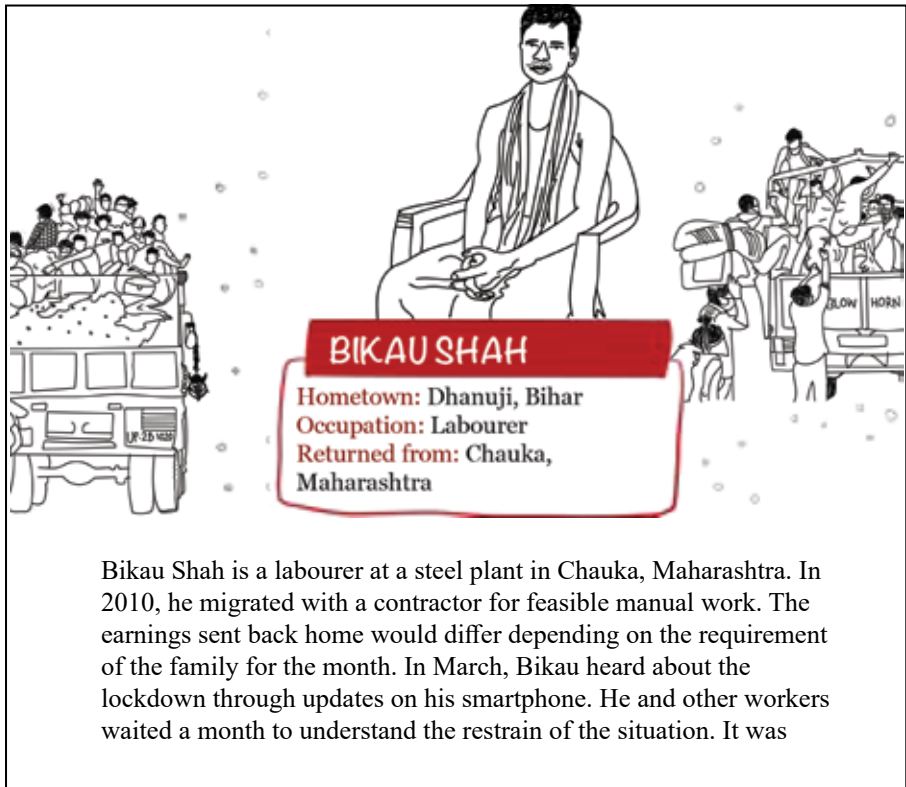 BLOW HORN
UP-2D 1020
BIKAU SHAH
Hometown: Dhanuji, Bihar
Occupation: Labourer
Returned from: Chauka,
Maharashtra
Bikau Shah is a labourer at a steel plant in Chauka, Maharashtra. In
2010, he migrated with a contractor for feasible manual work. The
earnings sent back home would differ depending on the requirement
of the family for the month. In March, Bikau heard about the
lockdown through updates on his smartphone. He and other workers
waited a month to understand the restrain of the situation. It was